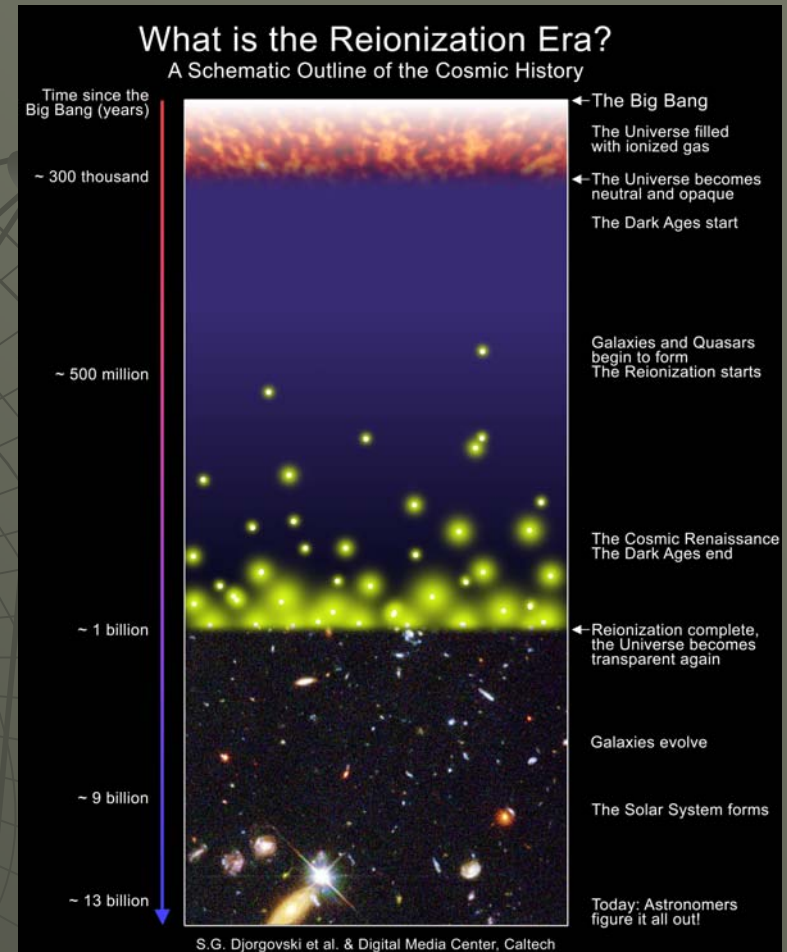 What is the Reionization Era?
A Schematic Outline of the Cosmic History
Time since the
Big Bang (years)
The Big Bang
The Universe filled
with ionized gas
~ 300 thousand
The Universe becomes
neutral and opaque
The Dark Ages start
Galaxies and Quasars
begin to form
The Reionization starts
~ 500 million
The Cosmic Renaissance
The Dark Ages end
~ 1 billion
Reionization complete,
the Universe becomes
transparent again
Galaxies evolve
~ 9 billion
The Solar System forms
~ 13 billion
Today: Astronomers
figure it all out!
S.G. Djorgovski et al. & Digital Media Center, Caltech